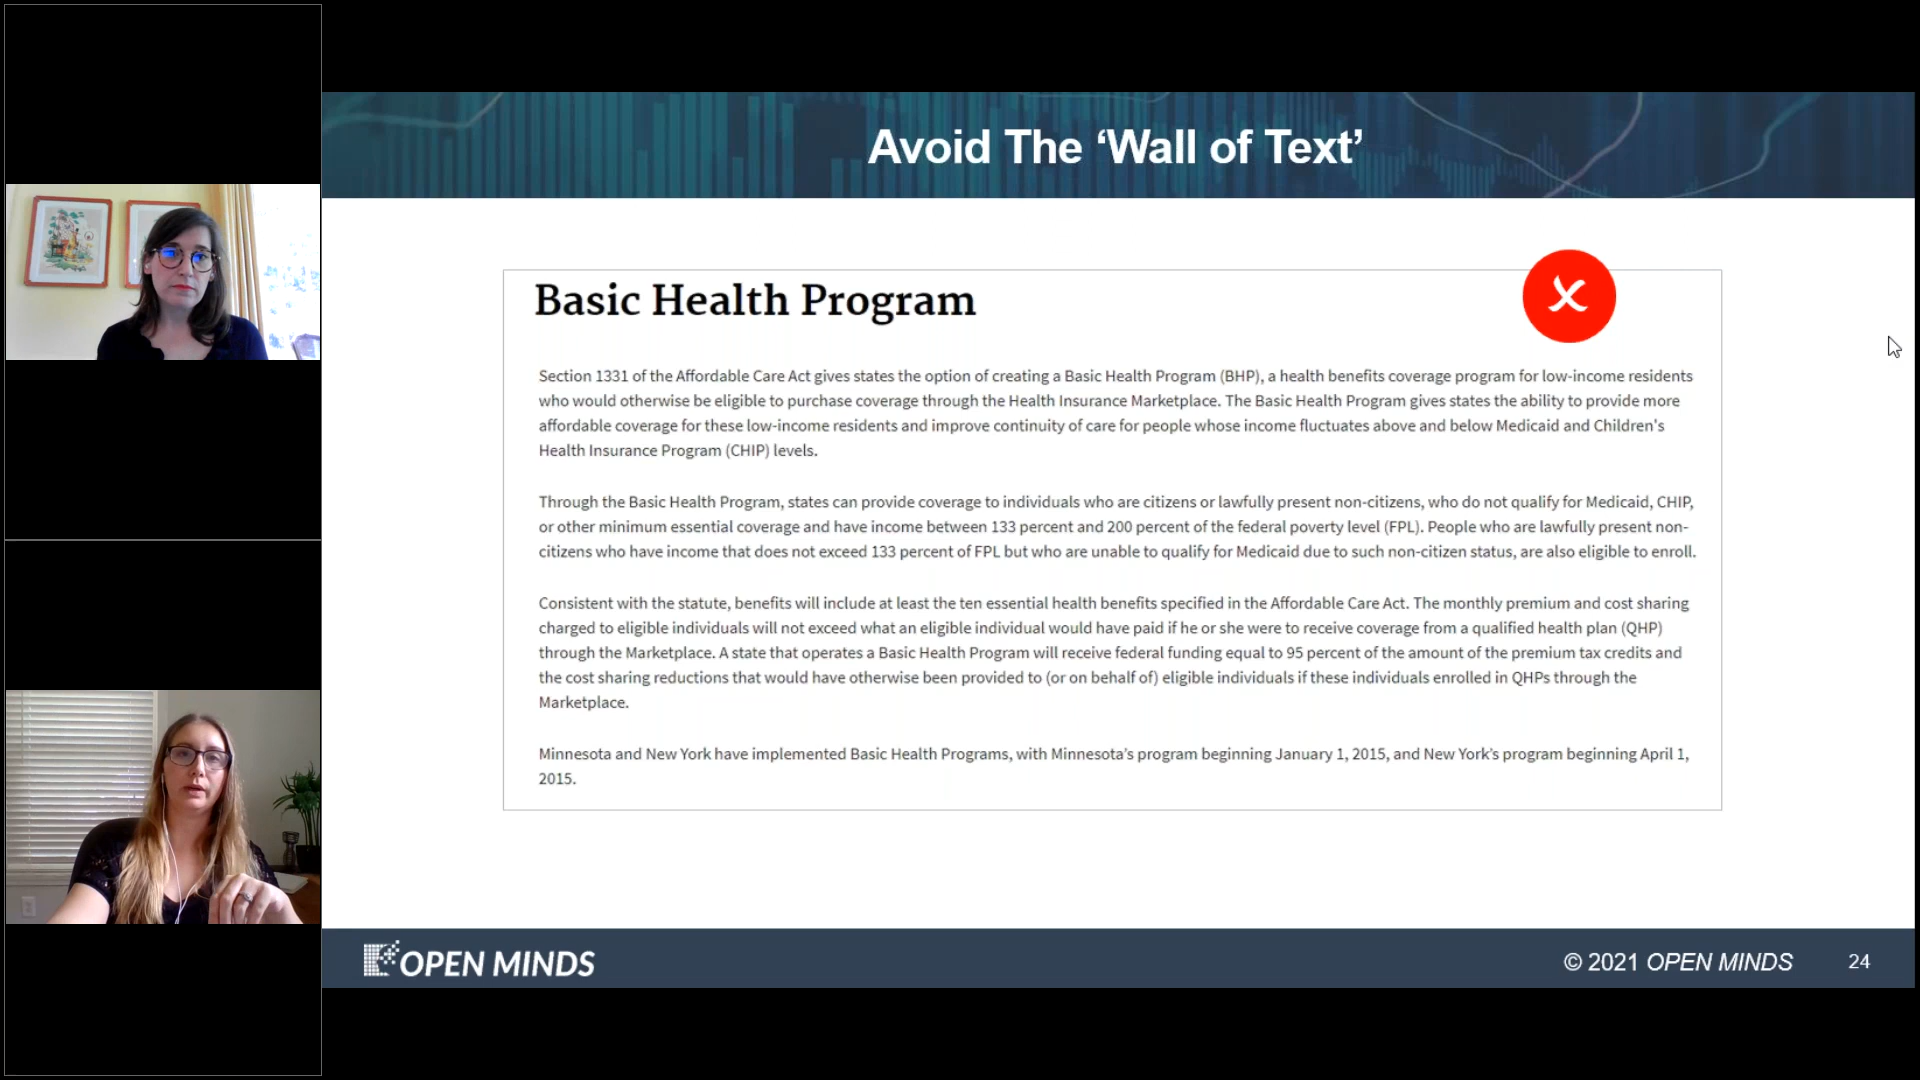 Avoid The ‘Wall of Text’
Basic Health Program
Section 1331 of the Affordable Care Act gives states the option of creating a Basic Health Program (BHP), a health benefits coverage program for low-income residents
who would otherwise be eligible to purchase coverage through the Health Insurance Marketplace. The Basic Health Program gives states the ability to provide more
affordable coverage for these low-income residents and improve continuity of care for people whose income fluctuates above and below Medicaid and Children's
Health Insurance Program (CHIP) levels.
Through the Basic Health Program, states can provide coverage to individuals who are citizens or lawfully present non-citizens, who do not qualify for Medicaid, CHIP,
or other minimum essential coverage and have income between 133 percent and 200 percent of the federal poverty level (FPL). People who are lawfully present non-
citizens who have income that does not exceed 133 percent of FPL but who are unable to qualify for Medicaid due to such non-citizen status, are also eligible to enroll.
Consistent with the statute, benefits will include at least the ten essential health benefits specified in the Affordable Care Act. The monthly premium and cost sharing
charged to eligible individuals will not exceed what an eligible individual would have paid if he or she were to receive coverage from a qualified health plan (QHP)
through the Marketplace. A state that operates a Basic Health Program will receive federal funding equal to 95 percent of the amount of the premium tax credits and
the cost sharing reductions that would have otherwise been provided to (or on behalf of) eligible individuals if these individuals enrolled in QHPs through the
Marketplace.
Minnesota and New York have implemented Basic Health Programs, with Minnesota’s program beginning January 1, 2015, and New York’s program beginning April 1,
2015.
OPEN MINDS
© 2021 OPEN MINDS
24